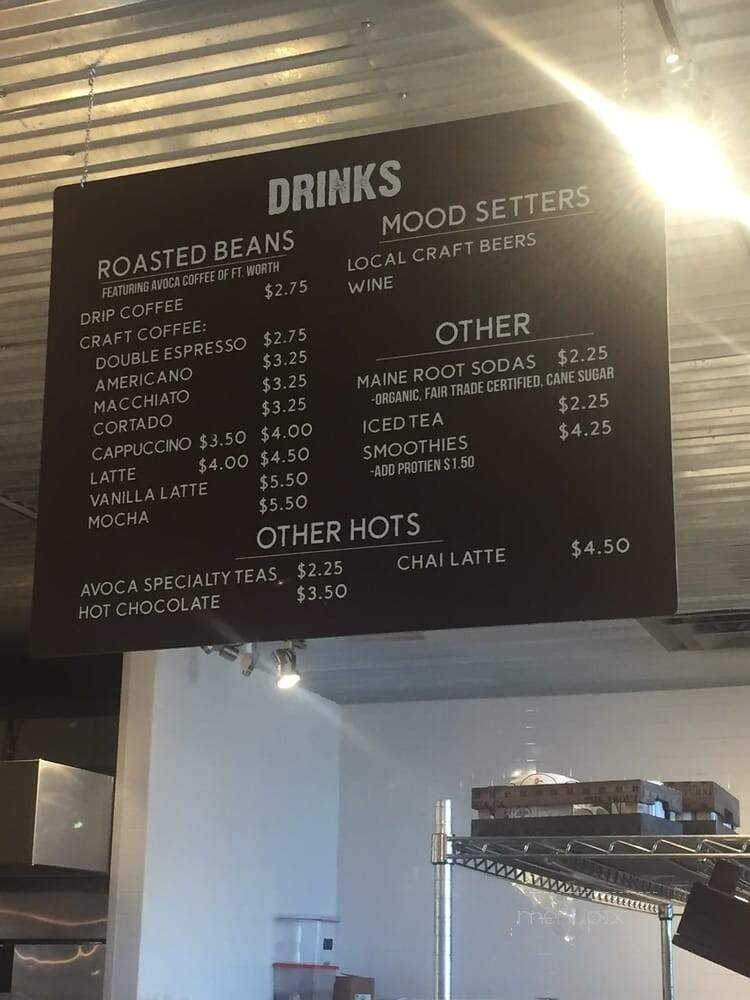 DRINKS
ROASTED BEANS
FEATURING AVOCA COFFEE OF FT. WORTH
DRIP COFFEE $2.75
CRAFT COFFEE:
DOUBLE ESPRESSO $2.75
AMERICANO $3.25
MACCHIATO $3.25
CORTADO $3.25
CAPPUCCINO $3.50 $4.00
LATTE $4.00 $4.50
VANILLA LATTE $5.50
MOCHA $5.50
MOOD SETTERS
LOCAL CRAFT BEERS
WINE
OTHER
MAINE ROOT SODAS $2.25
-ORGANIC, FAIR TRADE CERTIFIED, CANE SUGAR
ICED TEA $2.25
SMOOTHIES $4.25
-ADD PROTIEN $1.50
OTHER HOTS
AVOCA SPECIALTY TEAS $2.25
HOT CHOCOLATE $3.50
CHAI LATTE $4.50
menupix